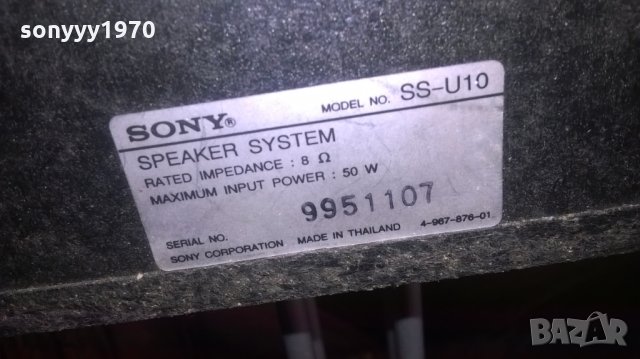 sonyyy1970
SONY® MODEL NO. SS-U10
SPEAKER SYSTEM
RATED IMPEDANCE : 8 Ω
MAXIMUM INPUT POWER : 50 W
9951107
SERIAL NO.
SONY CORPORATION MADE IN THAILAND 4-967-876-01
BAZAR